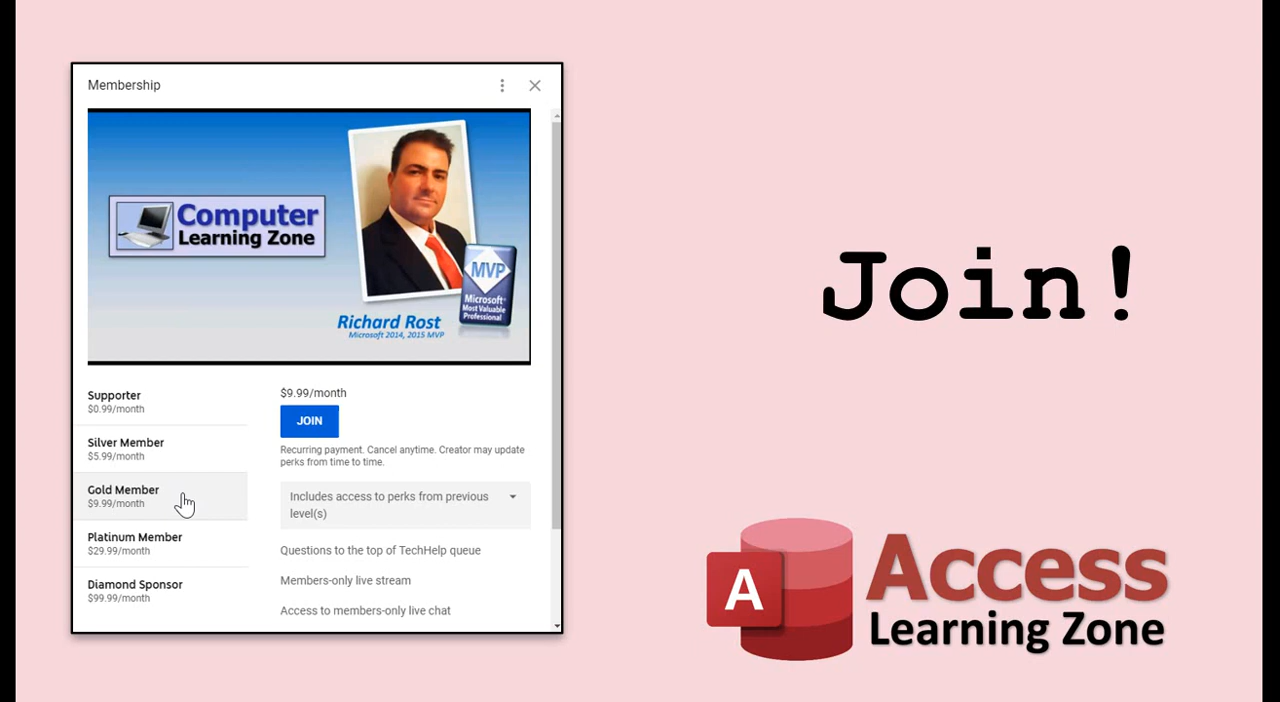 Membership
Computer
Learning Zone
MVP
Microsoft®
Most Valuable
Professional
Richard Rost
Microsoft 2014, 2015 MVP
Supporter
$0.99/month
Silver Member
$5.99/month
Gold Member
$9.99/month
Platinum Member
$29.99/month
Diamond Sponsor
$99.99/month
$9.99/month
JOIN
Recurring payment. Cancel anytime. Creator may update
perks from time to time.
Includes access to perks from previous
level(s)
Questions to the top of TechHelp queue
Members-only live stream
Access to members-only live chat
Join!
A
Access
Learning Zone